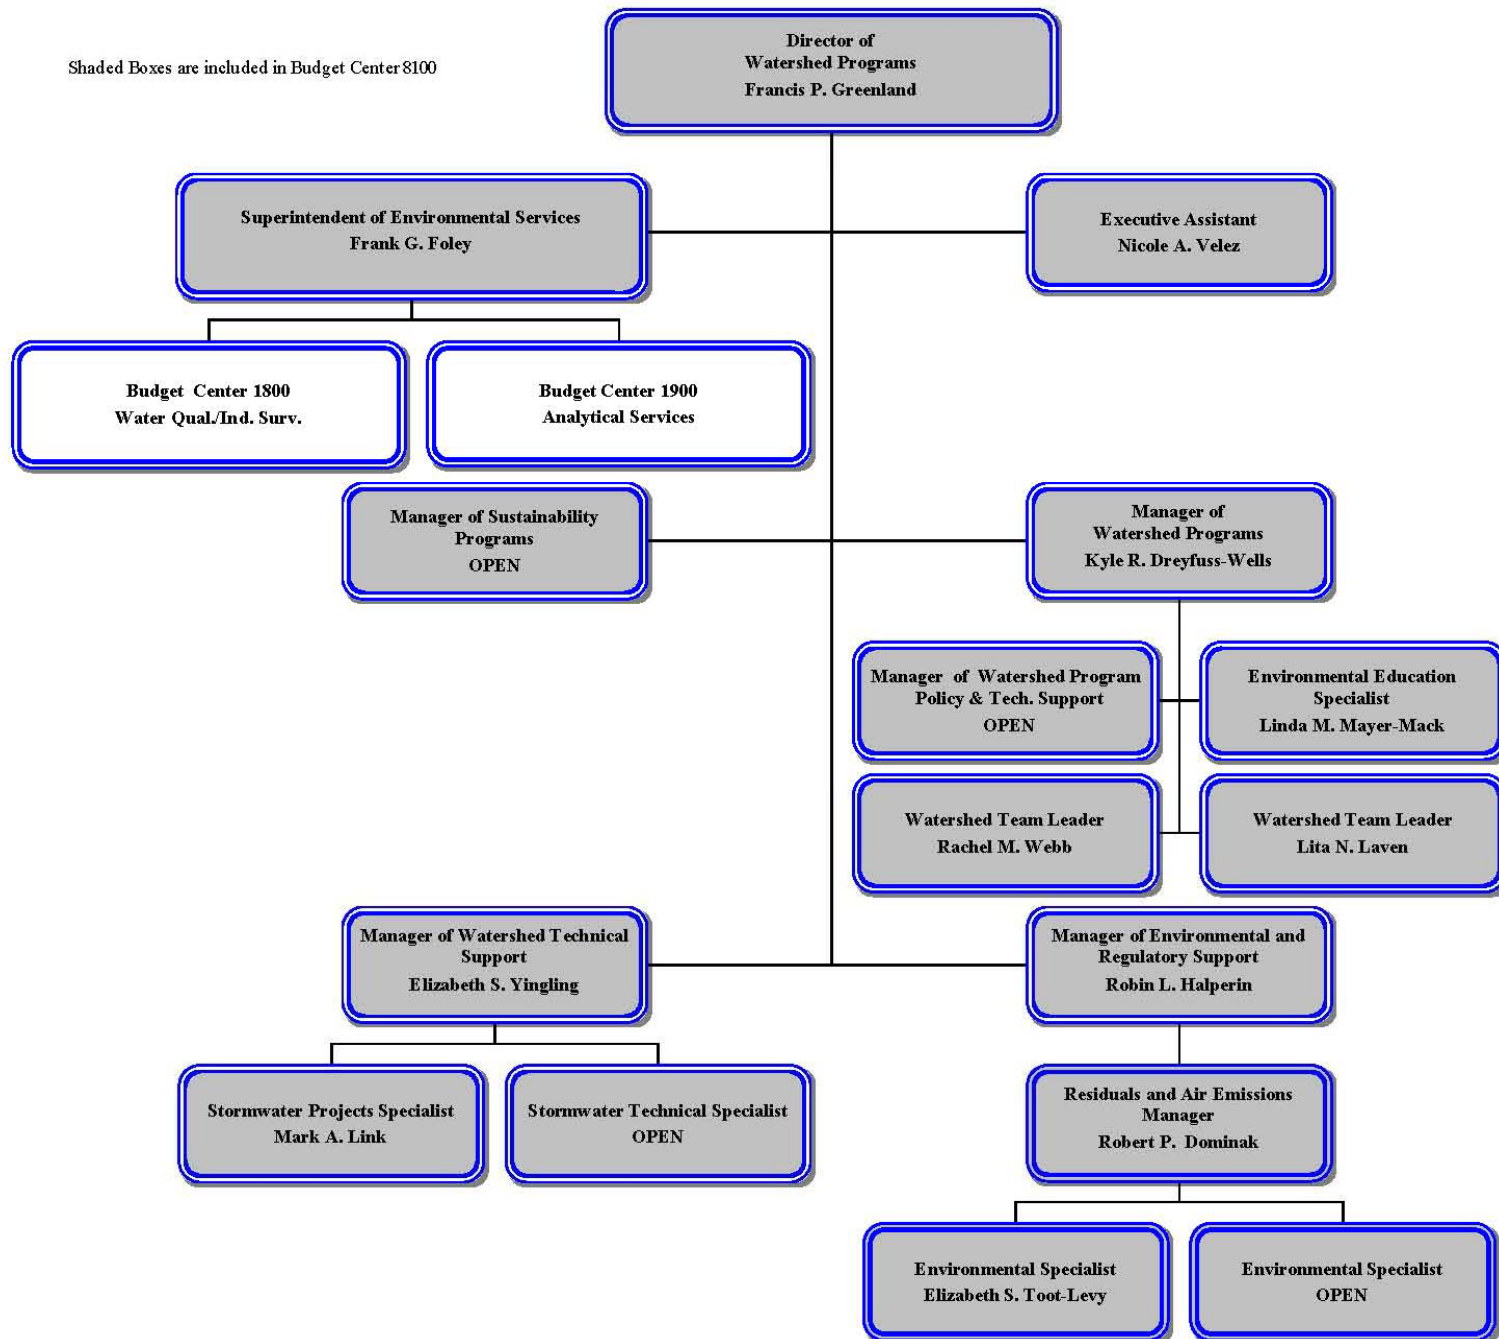 Director of
Watershed Programs
Francis P. Greenland
Shaded Boxes are included in Budget Center 8100
Superintendent of Environmental Services
Frank G. Foley
Executive Assistant
Nicole A. Velez
Budget Center 1800
Water Qual./Ind. Surv.
Budget Center 1900
Analytical Services
Manager of Sustainability
Programs
OPEN
Manager of
Watershed Programs
Kyle R. Dreyfuss-Wells
Manager of Watershed Program
Policy & Tech. Support
OPEN
Environmental Education
Specialist
Linda M. Mayer-Mack
Watershed Team Leader
Rachel M. Webb
Watershed Team Leader
Lita N. Laven
Manager of Watershed Technical
Support
Elizabeth S. Yingling
Manager of Environmental and
Regulatory Support
Robin L. Halperin
Stormwater Projects Specialist
Mark A. Link
Stormwater Technical Specialist
OPEN
Residuals and Air Emissions
Manager
Robert P. Dominak
Environmental Specialist
Elizabeth S. Toot-Levy
Environmental Specialist
OPEN